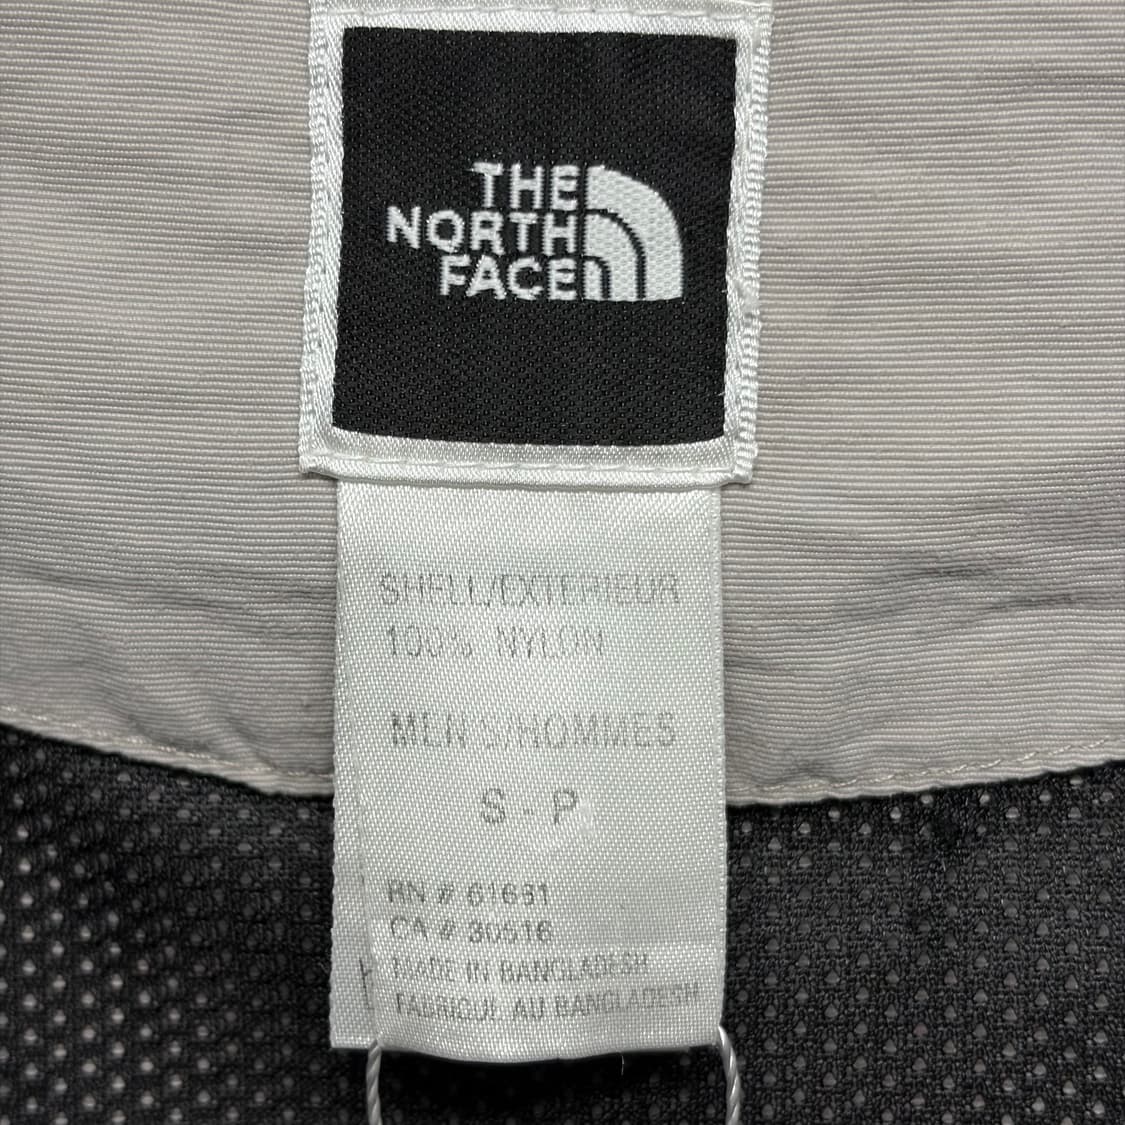 THE
NORTH
FACE
SHELL/EXTERIEUR
100% NYLON
MEN'S/HOMMES
S - P
RN # 61661
CA # 30516
MADE IN BANGLADESH
FABRIQUE AU BANGLADESH